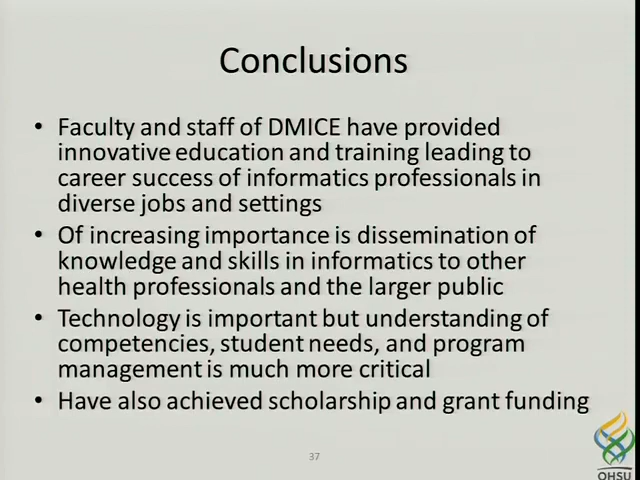 Conclusions
• Faculty and staff of DMICE have provided
innovative education and training leading to
career success of informatics professionals in
diverse jobs and settings
• Of increasing importance is dissemination of
knowledge and skills in informatics to other
health professionals and the larger public
• Technology is important but understanding of
competencies, student needs, and program
management is much more critical
• Have also achieved scholarship and grant funding
37
OHSU